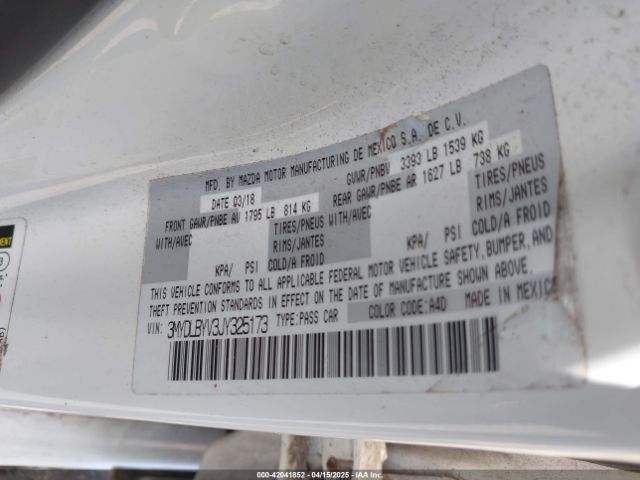 MFD. BY MAZDA MOTOR MANUFACTURING DE MEXICO S.A. DE C.V.
DATE 03/18 GVWR/PNBV 3393 LB 1539 KG
FRONT GAWR/PNBE AV 1795 LB 814 KG REAR GAWR/PNBE AR 1627 LB 738 KG
WITH/AVEC TIRES/PNEUS WITH/AVEC TIRES/PNEUS
RIMS/JANTES RIMS/JANTES
KPA/ PSI COLD/A FROID KPA/ PSI COLD/A FROID
THIS VEHICLE CONFORMS TO ALL APPLICABLE FEDERAL MOTOR VEHICLE SAFETY, BUMPER, AND
THEFT PREVENTION STANDARDS IN EFFECT ON THE DATE OF MANUFACTURE SHOWN ABOVE.
VIN: 3MYDLBYV3JY325173 TYPE:PASS CAR COLOR CODE:A4D MADE IN MEXICO
000-42041852 - 04/15/2025 - IAA Inc.